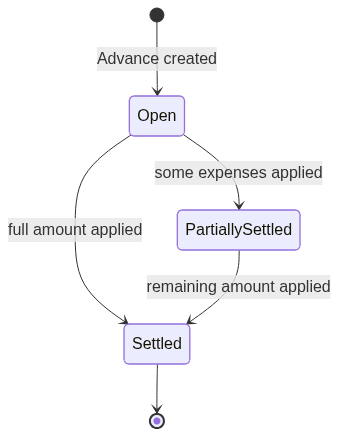 Advance created
Open
some expenses applied
full amount applied
PartiallySettled
remaining amount applied
Settled